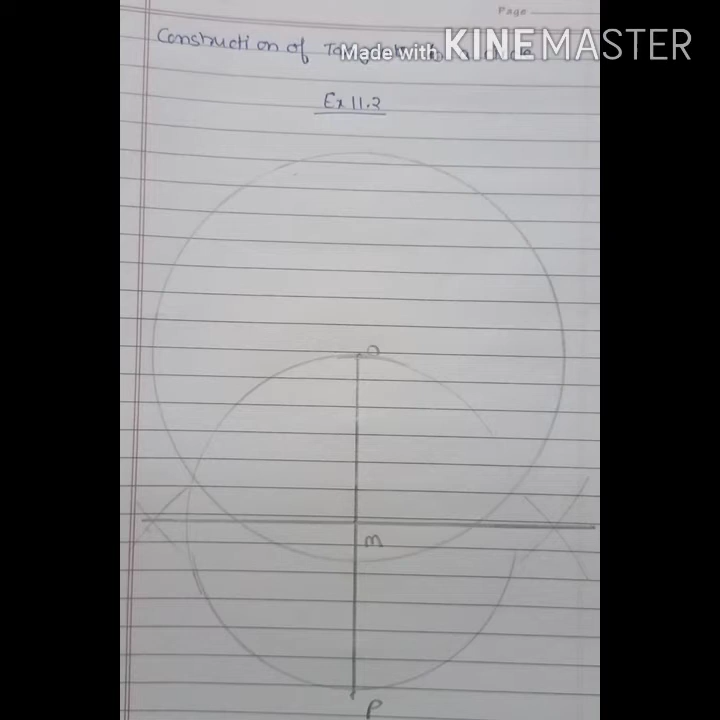 Page
Construction of
Made with KINEMASTER
Ex 11.2
O
M
P